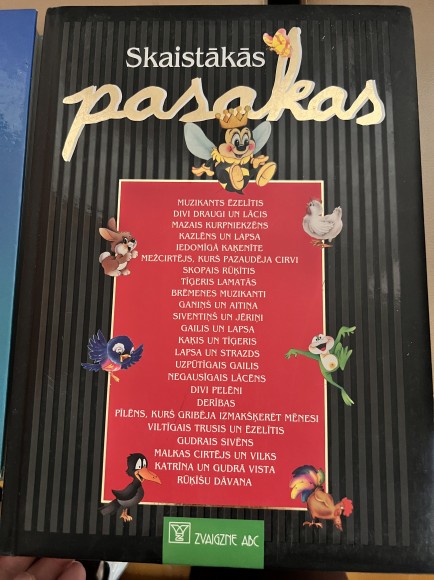 Skaistākās
pasakas
MUZIKANTS ĒZELĪTIS
DIVI DRAUGI UN LĀCIS
MAZAIS KURPNIEKZĒNS
KAZLĒNS UN LAPSA
IEDOMĪGĀ KAĶENĪTE
MEŽCIRTĒJS, KURŠ PAZAUDĒJA CIRVI
SKOPAIS RŪĶĪTIS
TĪĢERIS LAMATĀS
BRĒMENES MUZIKANTI
GANIŅŠ UN AITIŅA
SIVENTIŅŠ UN JĒRIŅI
GAILIS UN LAPSA
KAĶIS UN TĪĢERIS
LAPSA UN STRAZDS
UZPŪTĪGAIS GAILIS
NEGAUSĪGAIS LĀCĒNS
DIVI PELĒNI
DERĪBAS
PĪLĒNS, KURŠ GRIBĒJA IZMAKŠĶERĒT MĒNESI
VILTĪGAIS TRUSIS UN ĒZELĪTIS
GUDRAIS SIVĒNS
MALKAS CIRTĒJS UN VILKS
KATRĪNA UN GUDRĀ VISTA
RŪĶĪŠU DĀVANA
ZVAIGZNE ABC